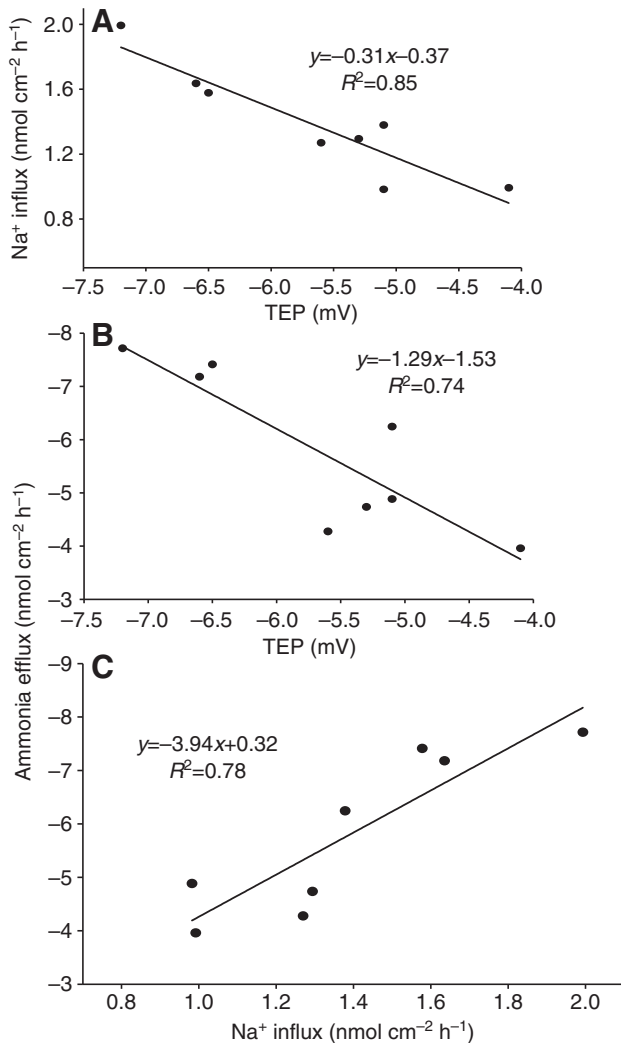 A
2.0
1.6
1.2
0.8
Na⁺ influx (nmol cm⁻² h⁻¹)
y=–0.31x–0.37
R²=0.85
–7.5 –7.0 –6.5 –6.0 –5.5 –5.0 –4.5 –4.0
TEP (mV)
B
–8
–7
–6
–5
–4
–3
y=–1.29x–1.53
R²=0.74
–7.5 –7.0 –6.5 –6.0 –5.5 –5.0 –4.5 –4.0
TEP (mV)
Ammonia efflux (nmol cm⁻² h⁻¹)
C
–9
–8
–7
–6
–5
–4
–3
y=–3.94x+0.32
R²=0.78
0.8 1.0 1.2 1.4 1.6 1.8 2.0
Na⁺ influx (nmol cm⁻² h⁻¹)